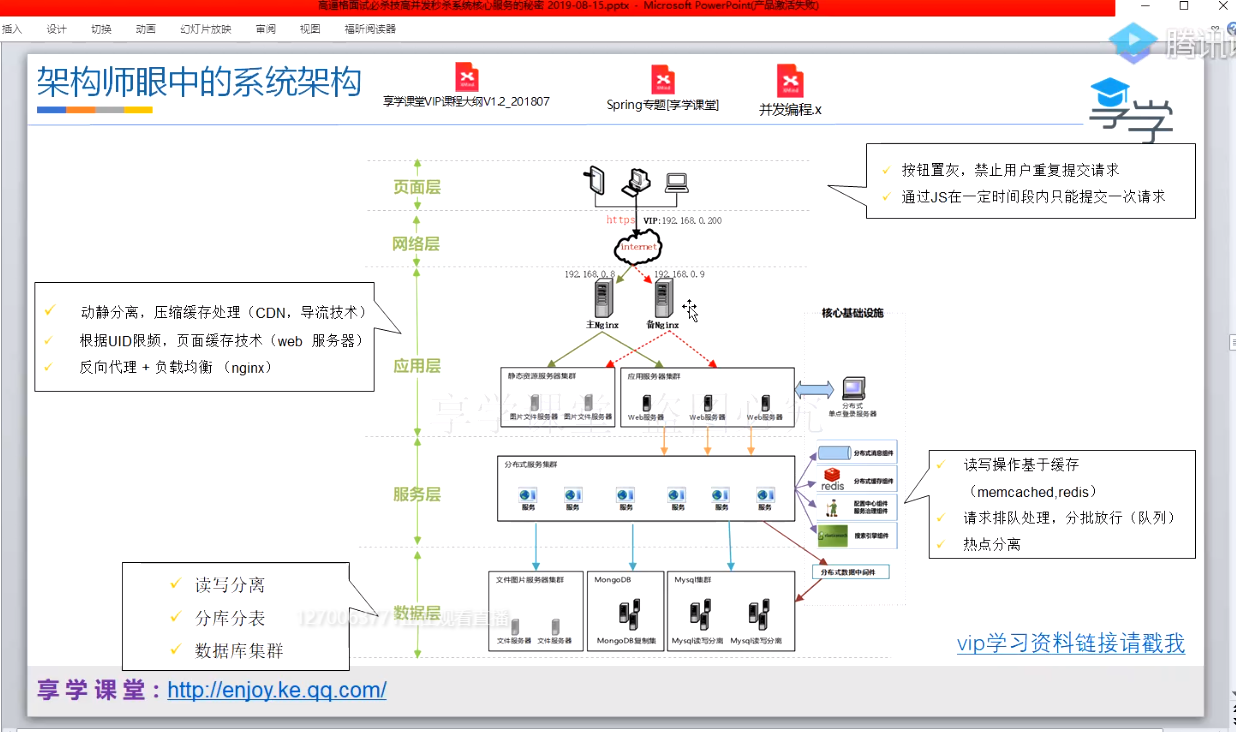 高逼格面试必杀技高并发秒杀系统核心服务的秘密 2019-08-15.pptx - Microsoft PowerPoint(产品激活失败)
插入 设计 切换 动画 幻灯片放映 审阅 视图 福昕阅读器
腾讯
架构师眼中的系统架构
享学课堂VIP课程大纲V1.2_201807
Spring专题[享学课堂]
并发编程.x
享学
按钮置灰，禁止用户重复提交请求
通过JS在一定时间段内只能提交一次请求
页面层
https VIP:192.168.0.200
网络层
internet
192.168.0.8 192.168.0.9
主Nginx 备Nginx
动静分离，压缩缓存处理（CDN，导流技术）
根据UID限频，页面缓存技术（web 服务器）
反向代理 + 负载均衡 （nginx）
核心基础设施
应用层
静态资源服务器集群
图片文件服务器 图片文件服务器
应用服务器集群
Web服务器 Web服务器 Web服务器
分布式
单点登录服务器
享学课堂 盗图必究
服务层
分布式服务集群
服务 服务 服务 服务 服务 服务
分布式消息组件
redis
分布式缓存组件
配置中心组件
服务治理组件
搜索引擎组件
读写操作基于缓存
（memcached,redis）
请求排队处理，分批放行（队列）
热点分离
分布式数据中间件
数据层
文件图片服务器集群
文件服务器 文件服务器
MongoDB
MongoDB复制集
Mysql集群
Mysql读写分离 Mysql读写分离
读写分离
分库分表
数据库集群
vip学习资料链接请戳我
享学课堂：http://enjoy.ke.qq.com/